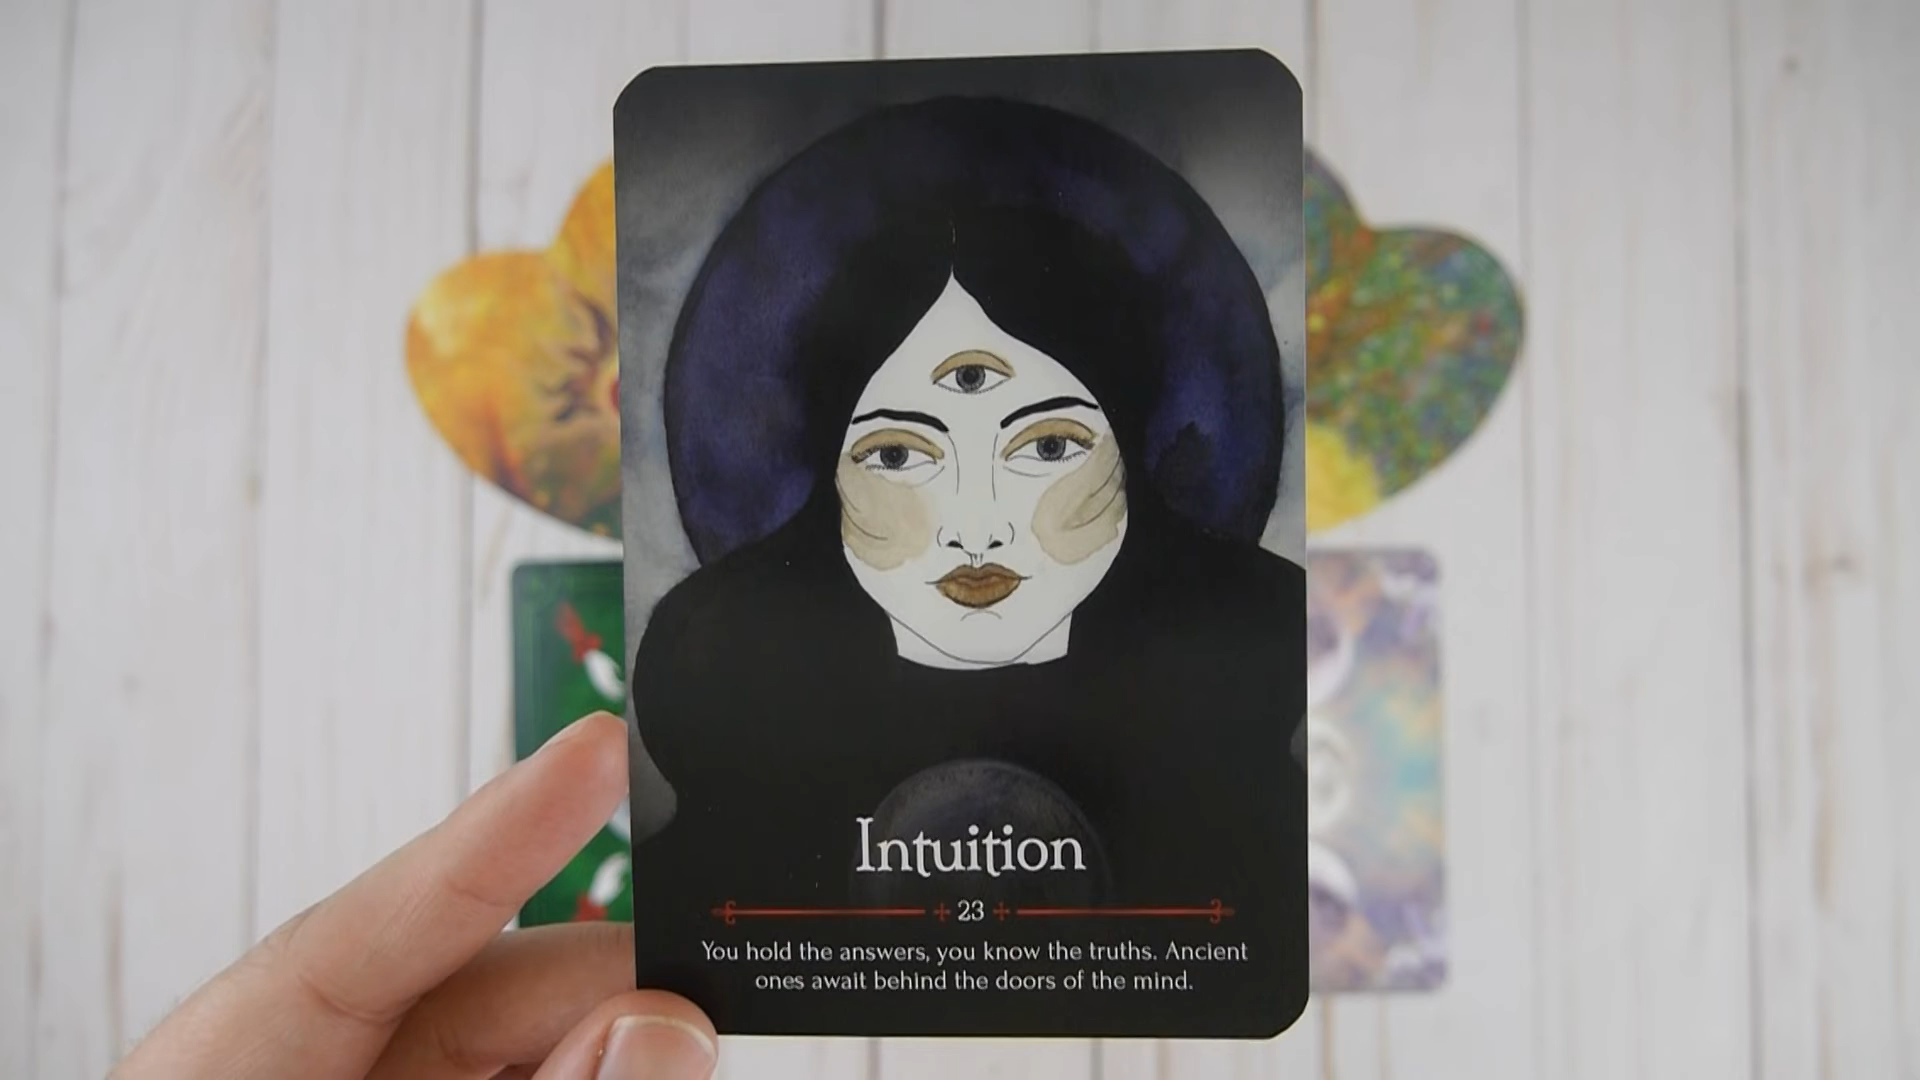 Intuition
23
You hold the answers, you know the truths. Ancient
ones await behind the doors of the mind.